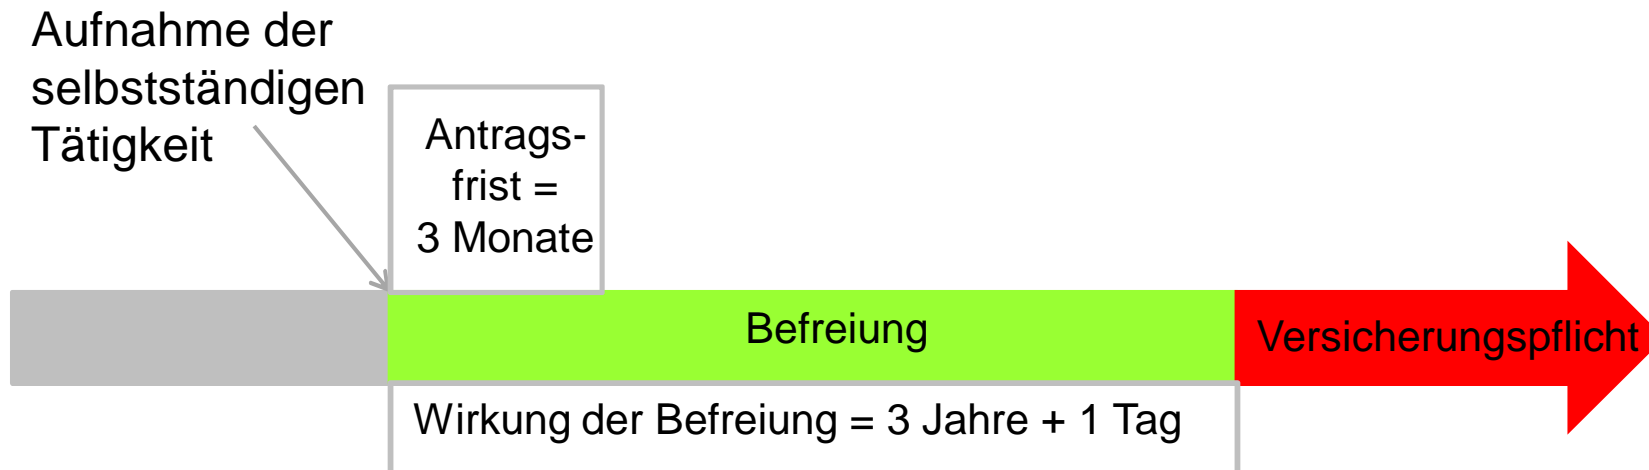 Aufnahme der
selbstständigen
Tätigkeit
Antrags-
frist =
3 Monate
Befreiung
Versicherungspflicht
Wirkung der Befreiung = 3 Jahre + 1 Tag